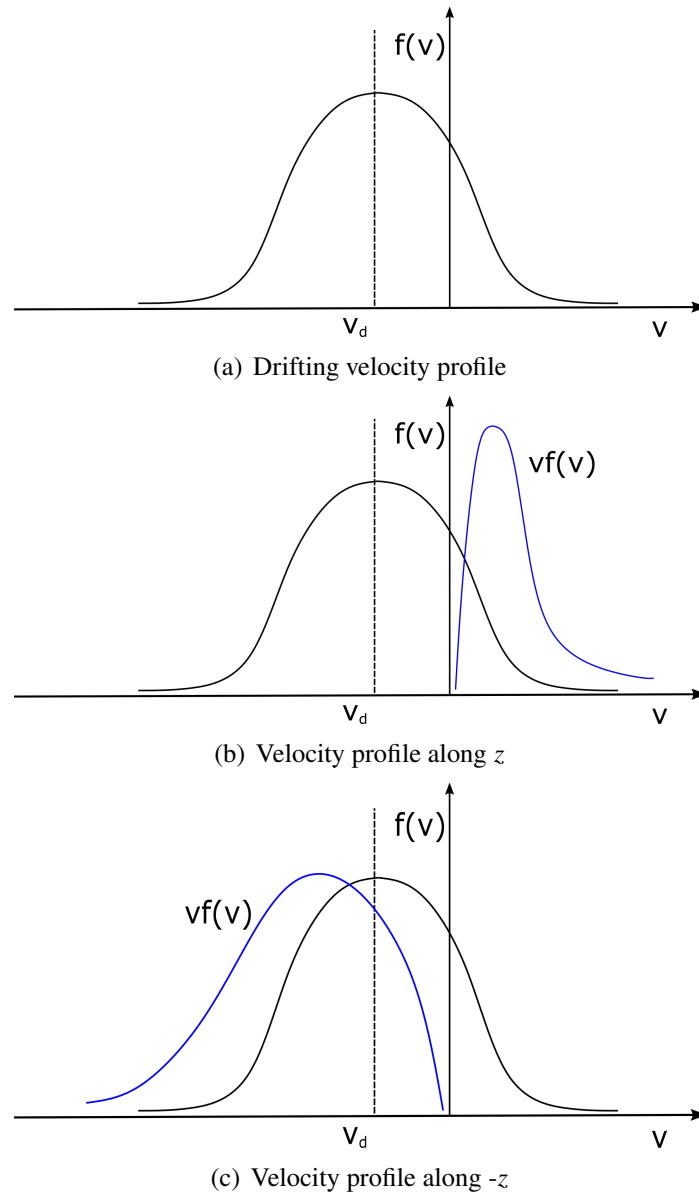 f(v)
v_d
v
(a) Drifting velocity profile
f(v)
vf(v)
v_d
v
(b) Velocity profile along z
f(v)
vf(v)
v_d
v
(c) Velocity profile along -z